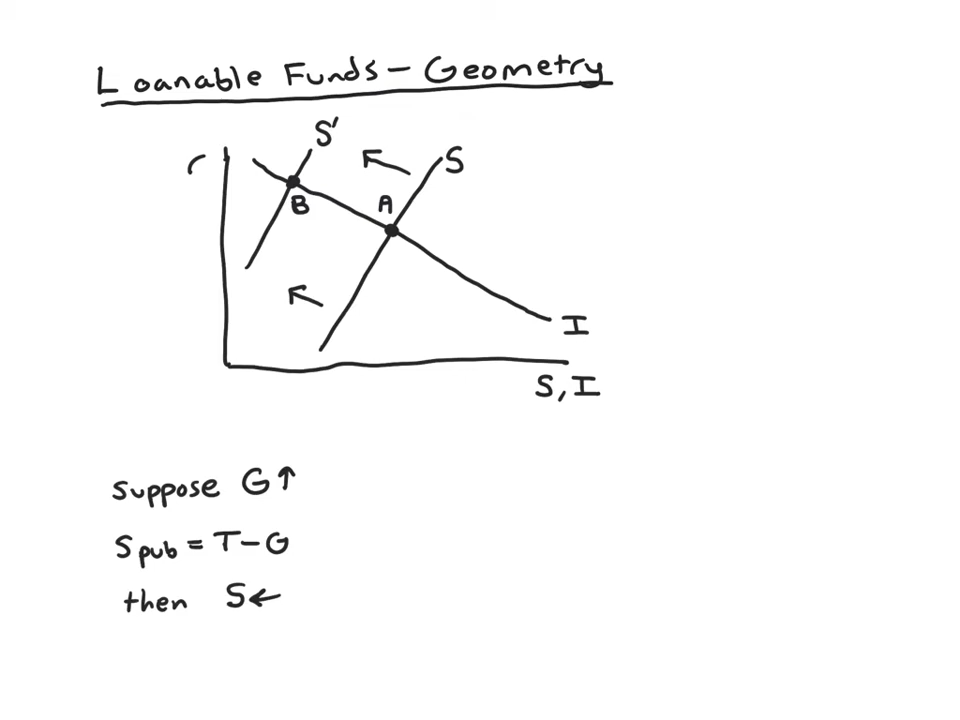 Loanable Funds - Geometry
S'
r
S
B
A
I
S, I
suppose G↑
Spub = T-G
then S←